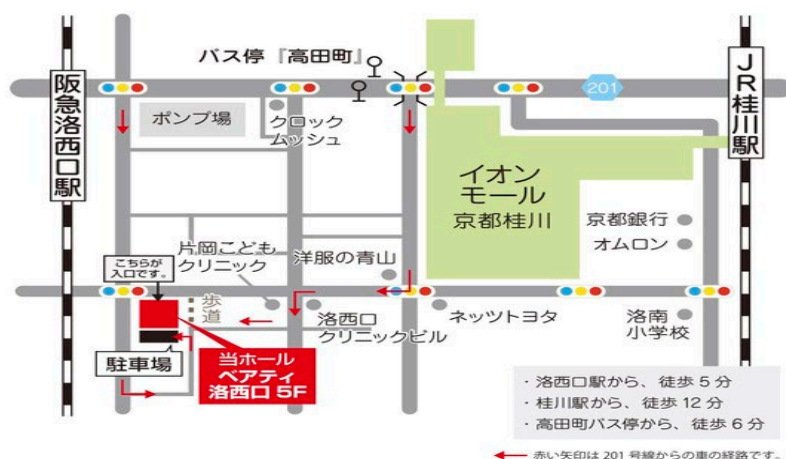 バス停『高田町』
阪急洛西口駅
JR桂川駅
201
ポンプ場
クロック
ムッシュ
イオン
モール
京都桂川
京都銀行
オムロン
片岡こども
クリニック
洋服の青山
こちらが
入口です。
歩道
洛西口
クリニックビル
ネッツトヨタ
洛南
小学校
駐車場
当ホール
ベアティ
洛西口 5F
・洛西口駅から、徒歩 5 分
・桂川駅から、徒歩 12 分
・高田町バス停から、徒歩 6 分
赤い矢印は 201 号線からの車の経路です。